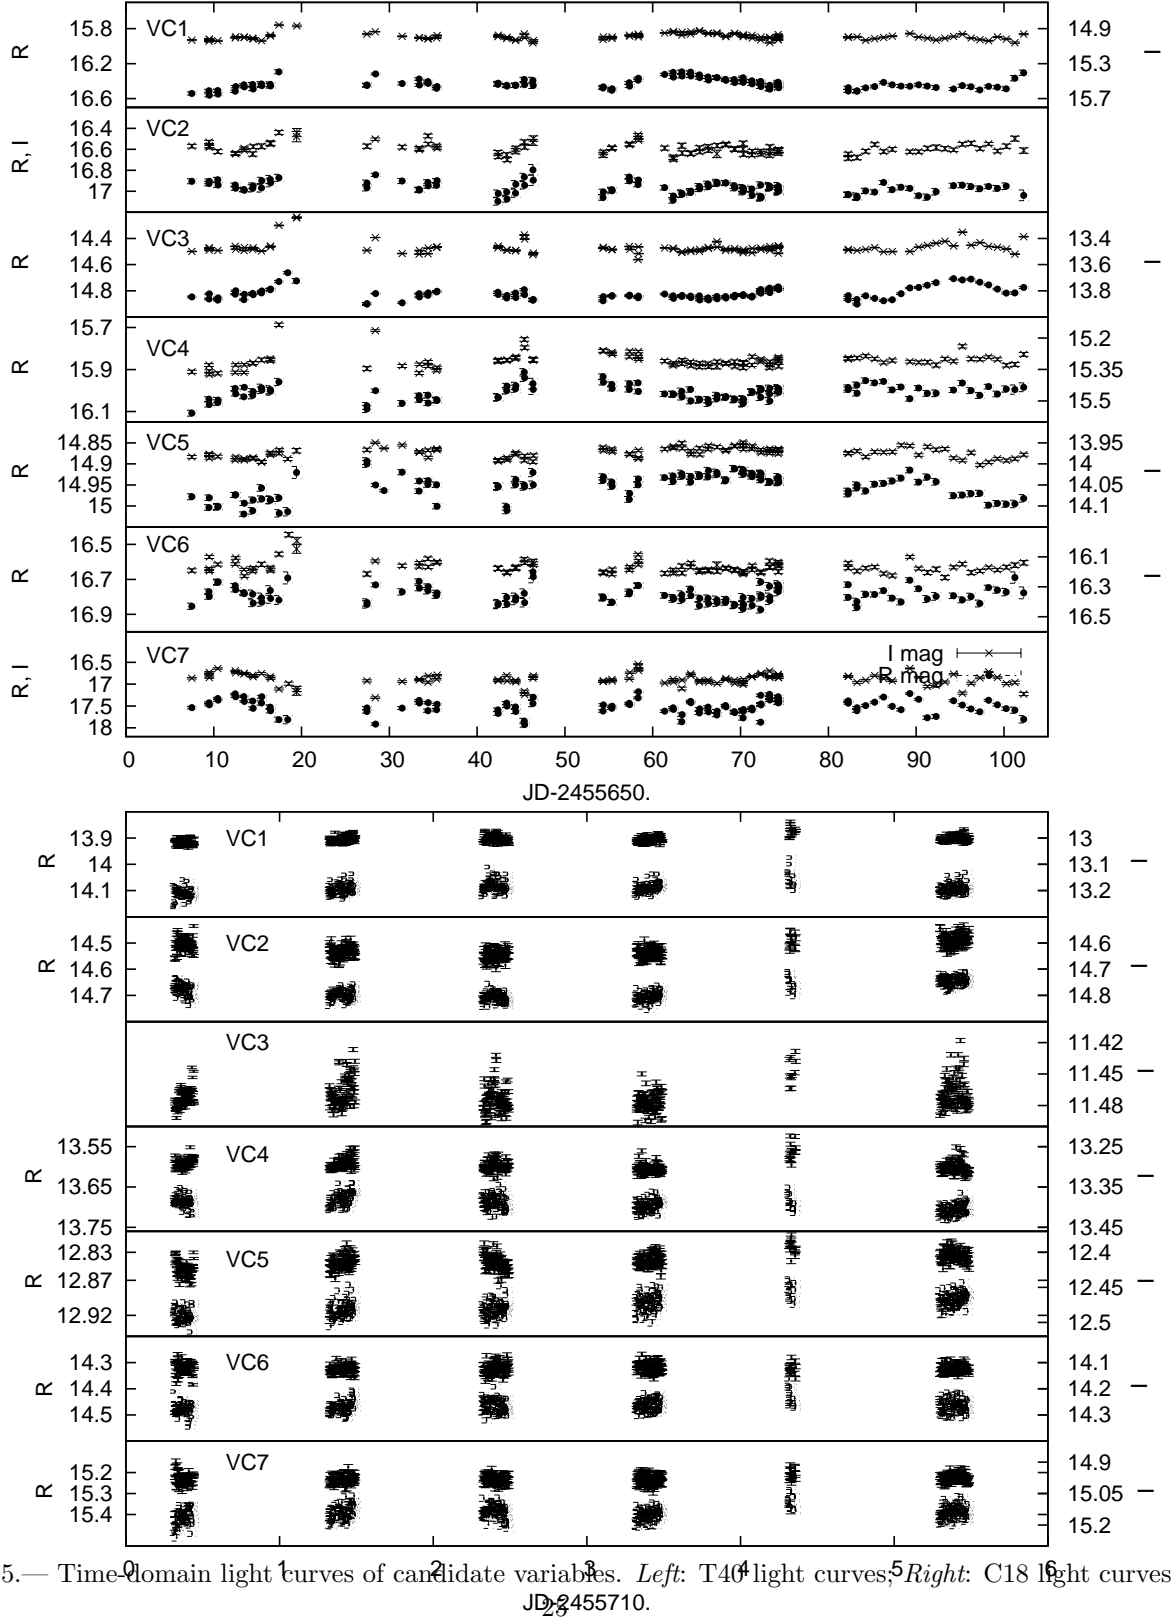 VC1
15.8
16.2
16.6
R
14.9
15.3
15.7
I
VC2
16.4
16.6
16.8
17
R, I
VC3
14.4
14.6
14.8
R
13.4
13.6
13.8
I
VC4
15.7
15.9
16.1
R
15.2
15.35
15.5
VC5
14.85
14.9
14.95
15
R
13.95
14
14.05
14.1
I
VC6
16.5
16.7
16.9
R
16.1
16.3
16.5
I
VC7
16.5
17
17.5
18
R, I
I mag
R mag
0 10 20 30 40 50 60 70 80 90 100
JD-2455650.
VC1
13.9
14
14.1
R
13
13.1
13.2
I
VC2
14.5
14.6
14.7
R
14.6
14.7
14.8
I
VC3
11.42
11.45
11.48
I
VC4
13.55
13.65
13.75
R
13.25
13.35
13.45
I
VC5
12.83
12.87
12.92
R
12.4
12.45
12.5
I
VC6
14.3
14.4
14.5
R
14.1
14.2
14.3
I
VC7
15.2
15.3
15.4
R
14.9
15.05
15.2
I
0 1 2 3 4 5 6
5.— Time-domain light curves of candidate variables. Left: T40 light curves; Right: C18 light curves
JD-2455710.
25